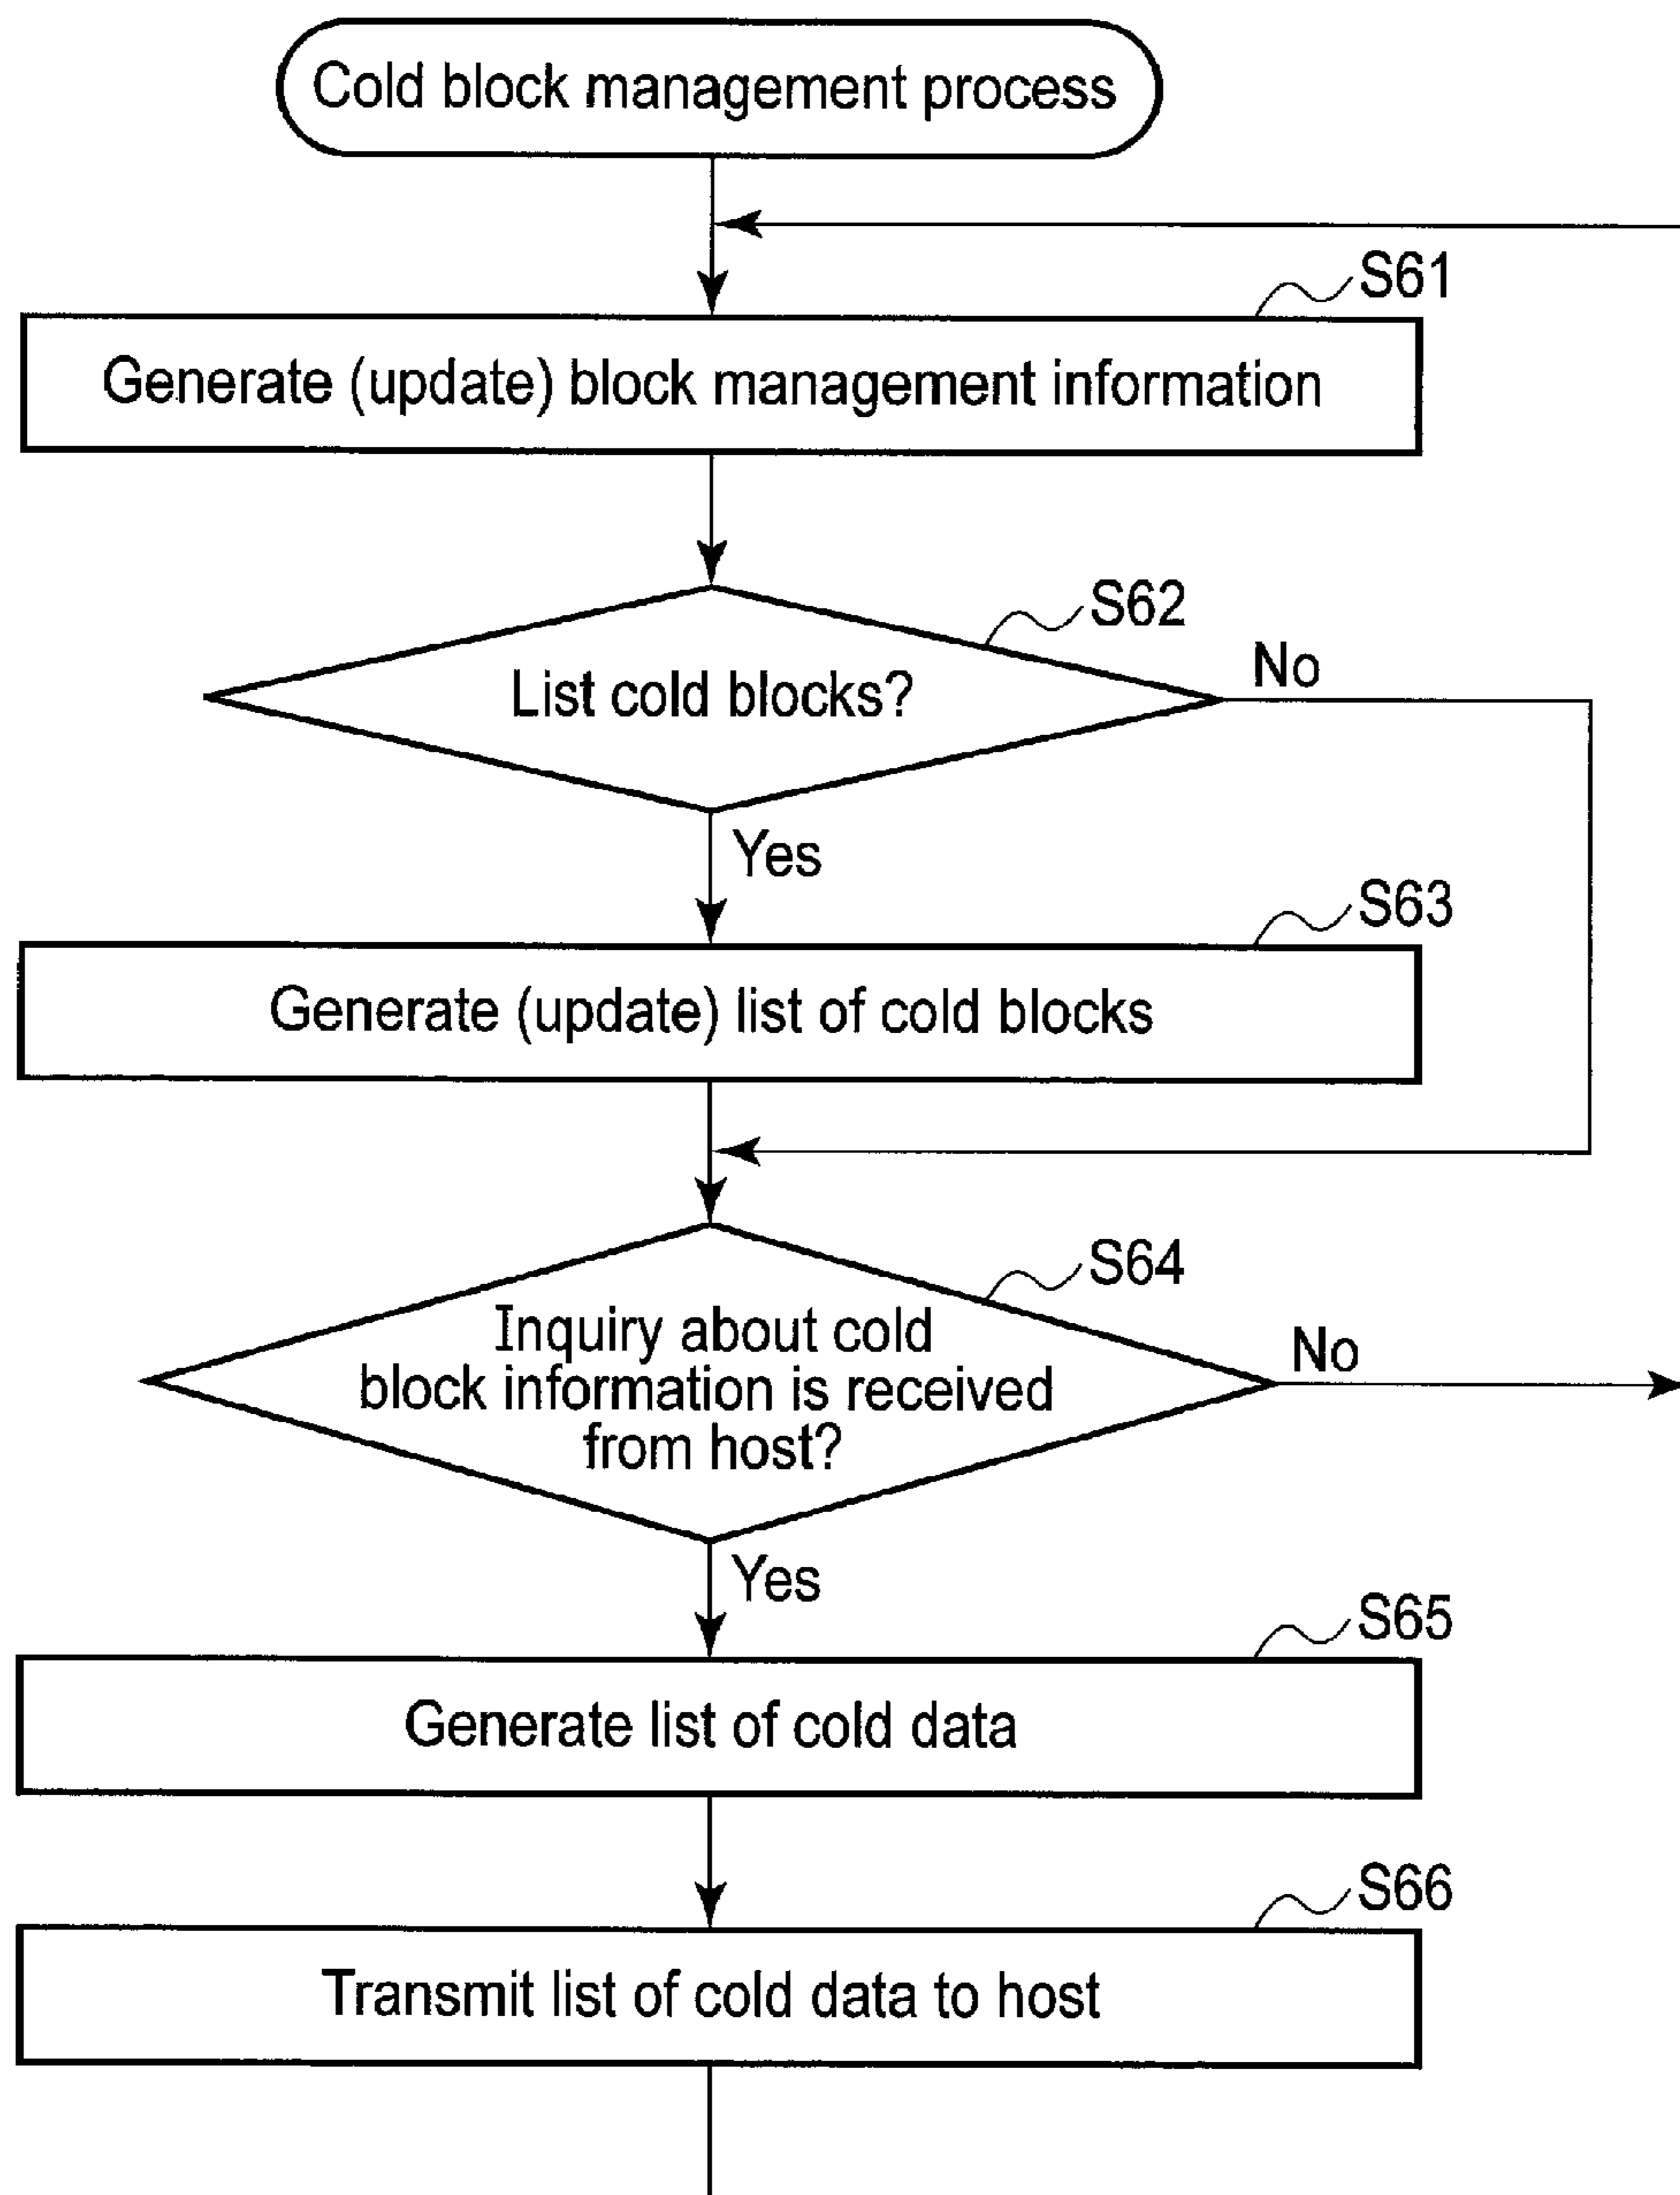 Cold block management process
S61
Generate (update) block management information
S62
List cold blocks?
No
Yes
S63
Generate (update) list of cold blocks
S64
Inquiry about cold
block information is received
from host?
No
Yes
S65
Generate list of cold data
S66
Transmit list of cold data to host